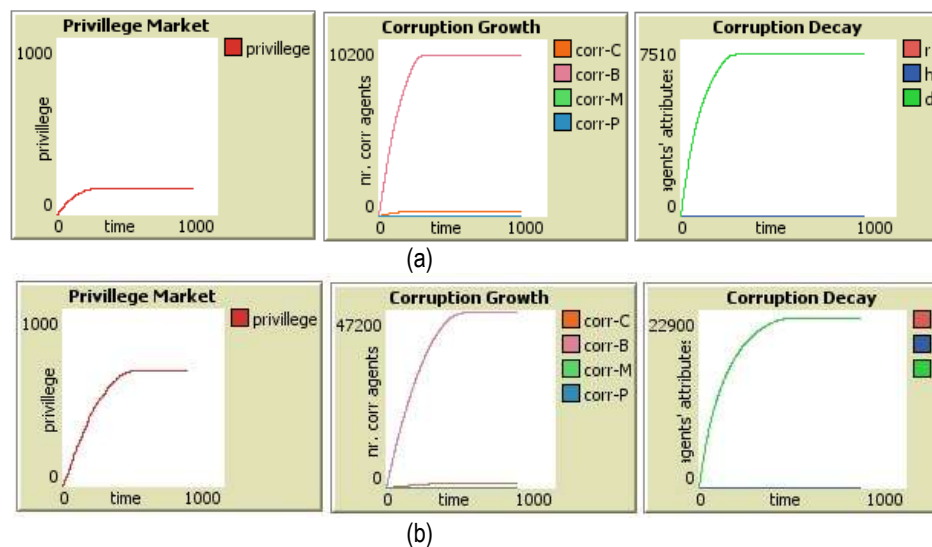 Privillege Market
1000
privillege
0
0
time
1000
privillege
Corruption Growth
10200
nr. corr agents
0
0
time
1000
corr-C
corr-B
corr-M
corr-P
Corruption Decay
7510
agents' attributes
0
0
time
1000
r
h
d
(a)
Privillege Market
1000
privillege
0
0
time
1000
privillege
Corruption Growth
47200
nr. corr agents
0
0
time
1000
corr-C
corr-B
corr-M
corr-P
Corruption Decay
22900
agents' attributes
0
0
time
1000
(b)